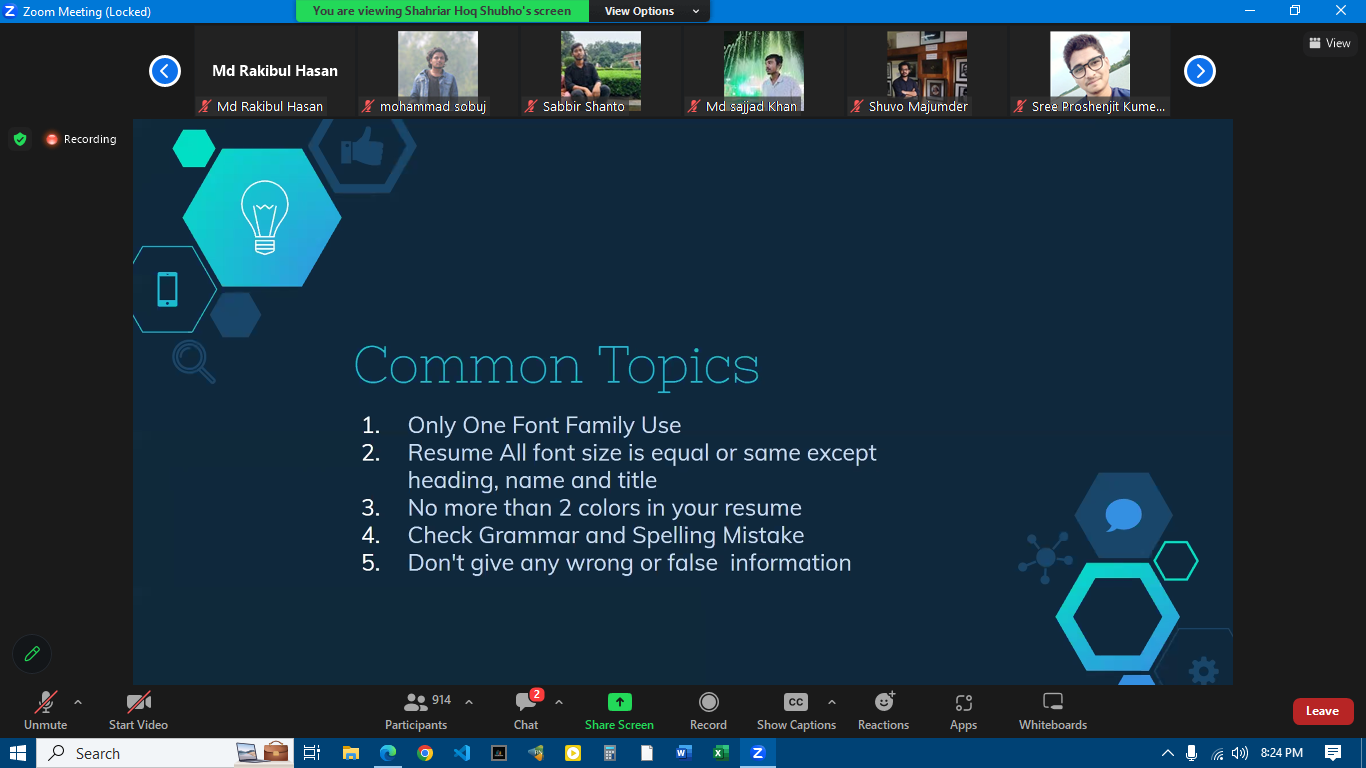 Zoom Meeting (Locked)
You are viewing Shahriar Hoq Shubho's screen
View Options
Md Rakibul Hasan
View
Md Rakibul Hasan
mohammad sobuj
Sabbir Shanto
Md sajjad Khan
Shuvo Majumder
Sree Proshenjit Kume...
Recording
Common Topics
1. Only One Font Family Use
2. Resume All font size is equal or same except
heading, name and title
3. No more than 2 colors in your resume
4. Check Grammar and Spelling Mistake
5. Don't give any wrong or false  information
914
2
CC
Unmute
Start Video
Participants
Chat
Share Screen
Record
Show Captions
Reactions
Apps
Whiteboards
Leave
Search
8:24 PM